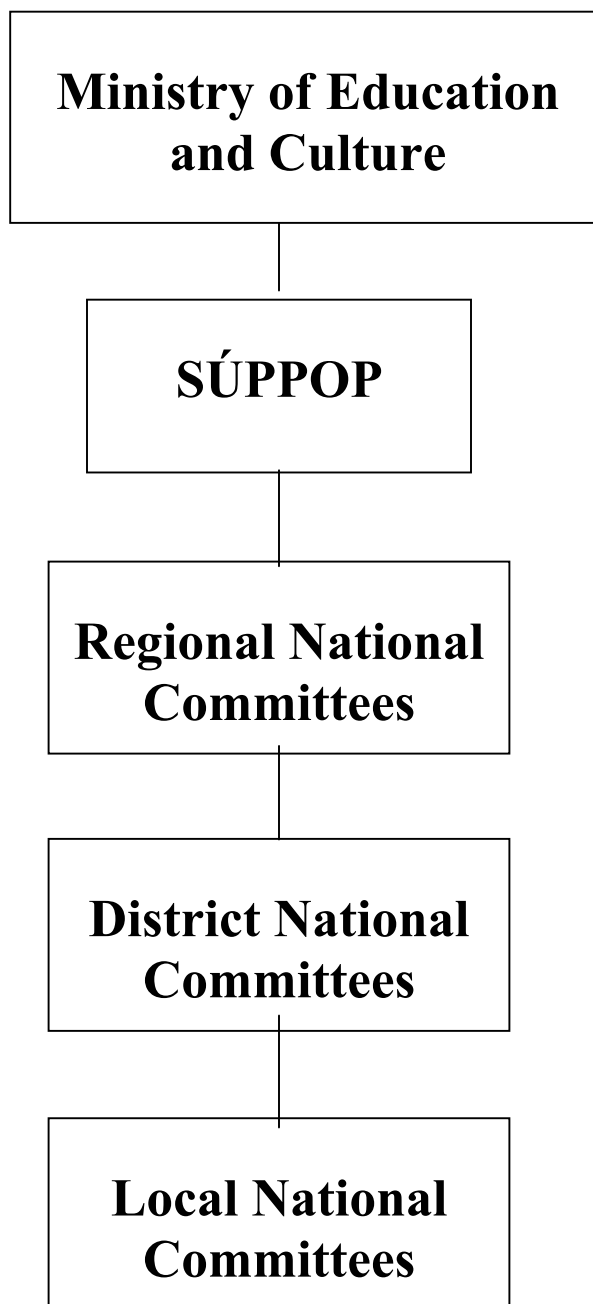 Ministry of Education
and Culture
SÚPPOP
Regional National
Committees
District National
Committees
Local National
Committees